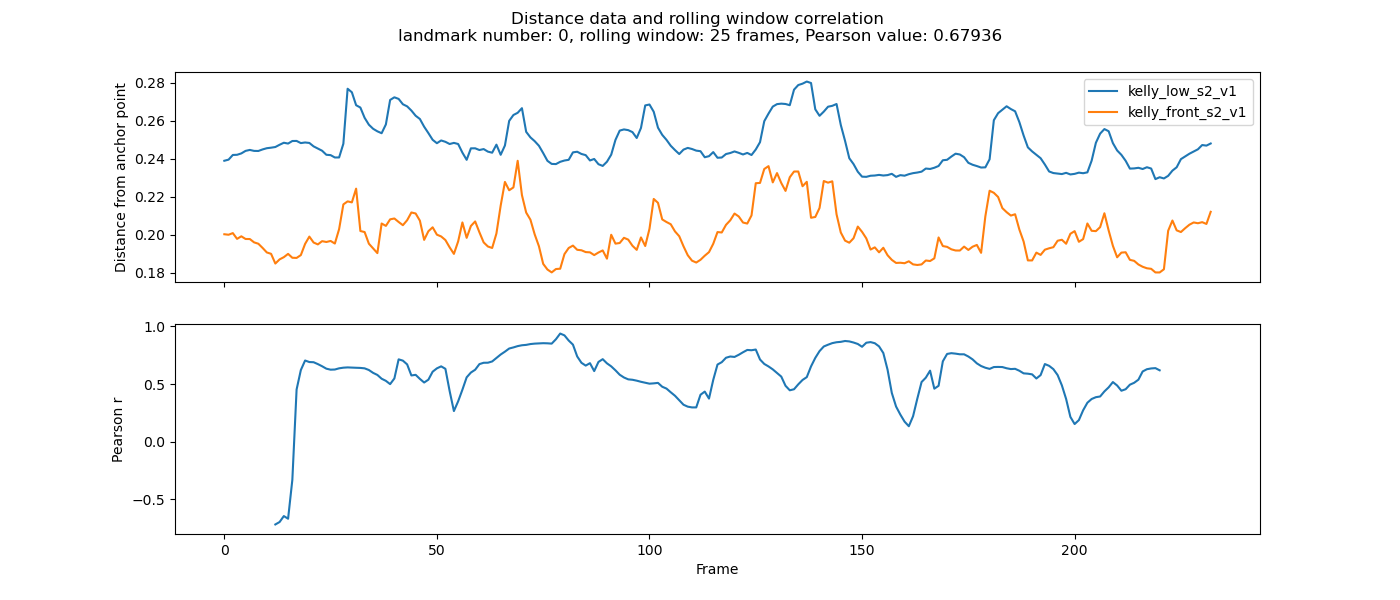 Distance data and rolling window correlation
landmark number: 0, rolling window: 25 frames, Pearson value: 0.67936
Distance from anchor point
0.28
0.26
0.24
0.22
0.20
0.18
kelly_low_s2_v1
kelly_front_s2_v1
Pearson r
1.0
0.5
0.0
−0.5
0
50
100
150
200
Frame